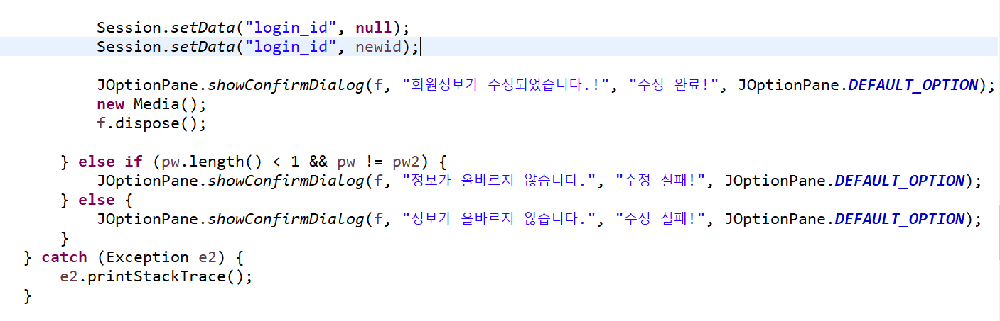 Session.setData("login_id", null);
Session.setData("login_id", newid);
JOptionPane.showConfirmDialog(f, "회원정보가 수정되었습니다.!", "수정 완료!", JOptionPane.DEFAULT_OPTION);
new Media();
f.dispose();
} else if (pw.length() < 1 && pw != pw2) {
JOptionPane.showConfirmDialog(f, "정보가 올바르지 않습니다.", "수정 실패!", JOptionPane.DEFAULT_OPTION);
} else {
JOptionPane.showConfirmDialog(f, "정보가 올바르지 않습니다.", "수정 실패!", JOptionPane.DEFAULT_OPTION);
}
} catch (Exception e2) {
e2.printStackTrace();
}